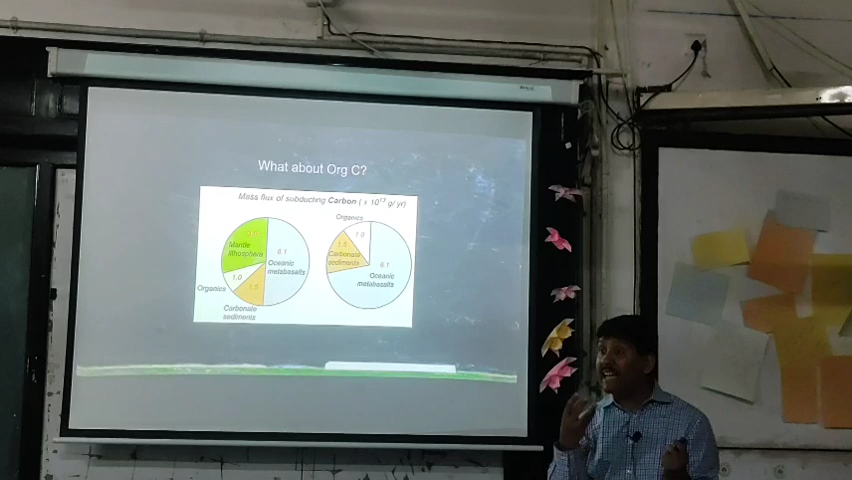 What about Org C?
Mass flux of subducting Carbon ( x 10¹³ g/ yr)
Mantle
lithosphere
6.1
Oceanic
metabasalts
1.0
Organics
1.5
Carbonate
sediments
Organics
1.0
1.5
Carbonate
sediments
6.1
Oceanic
metabasalts